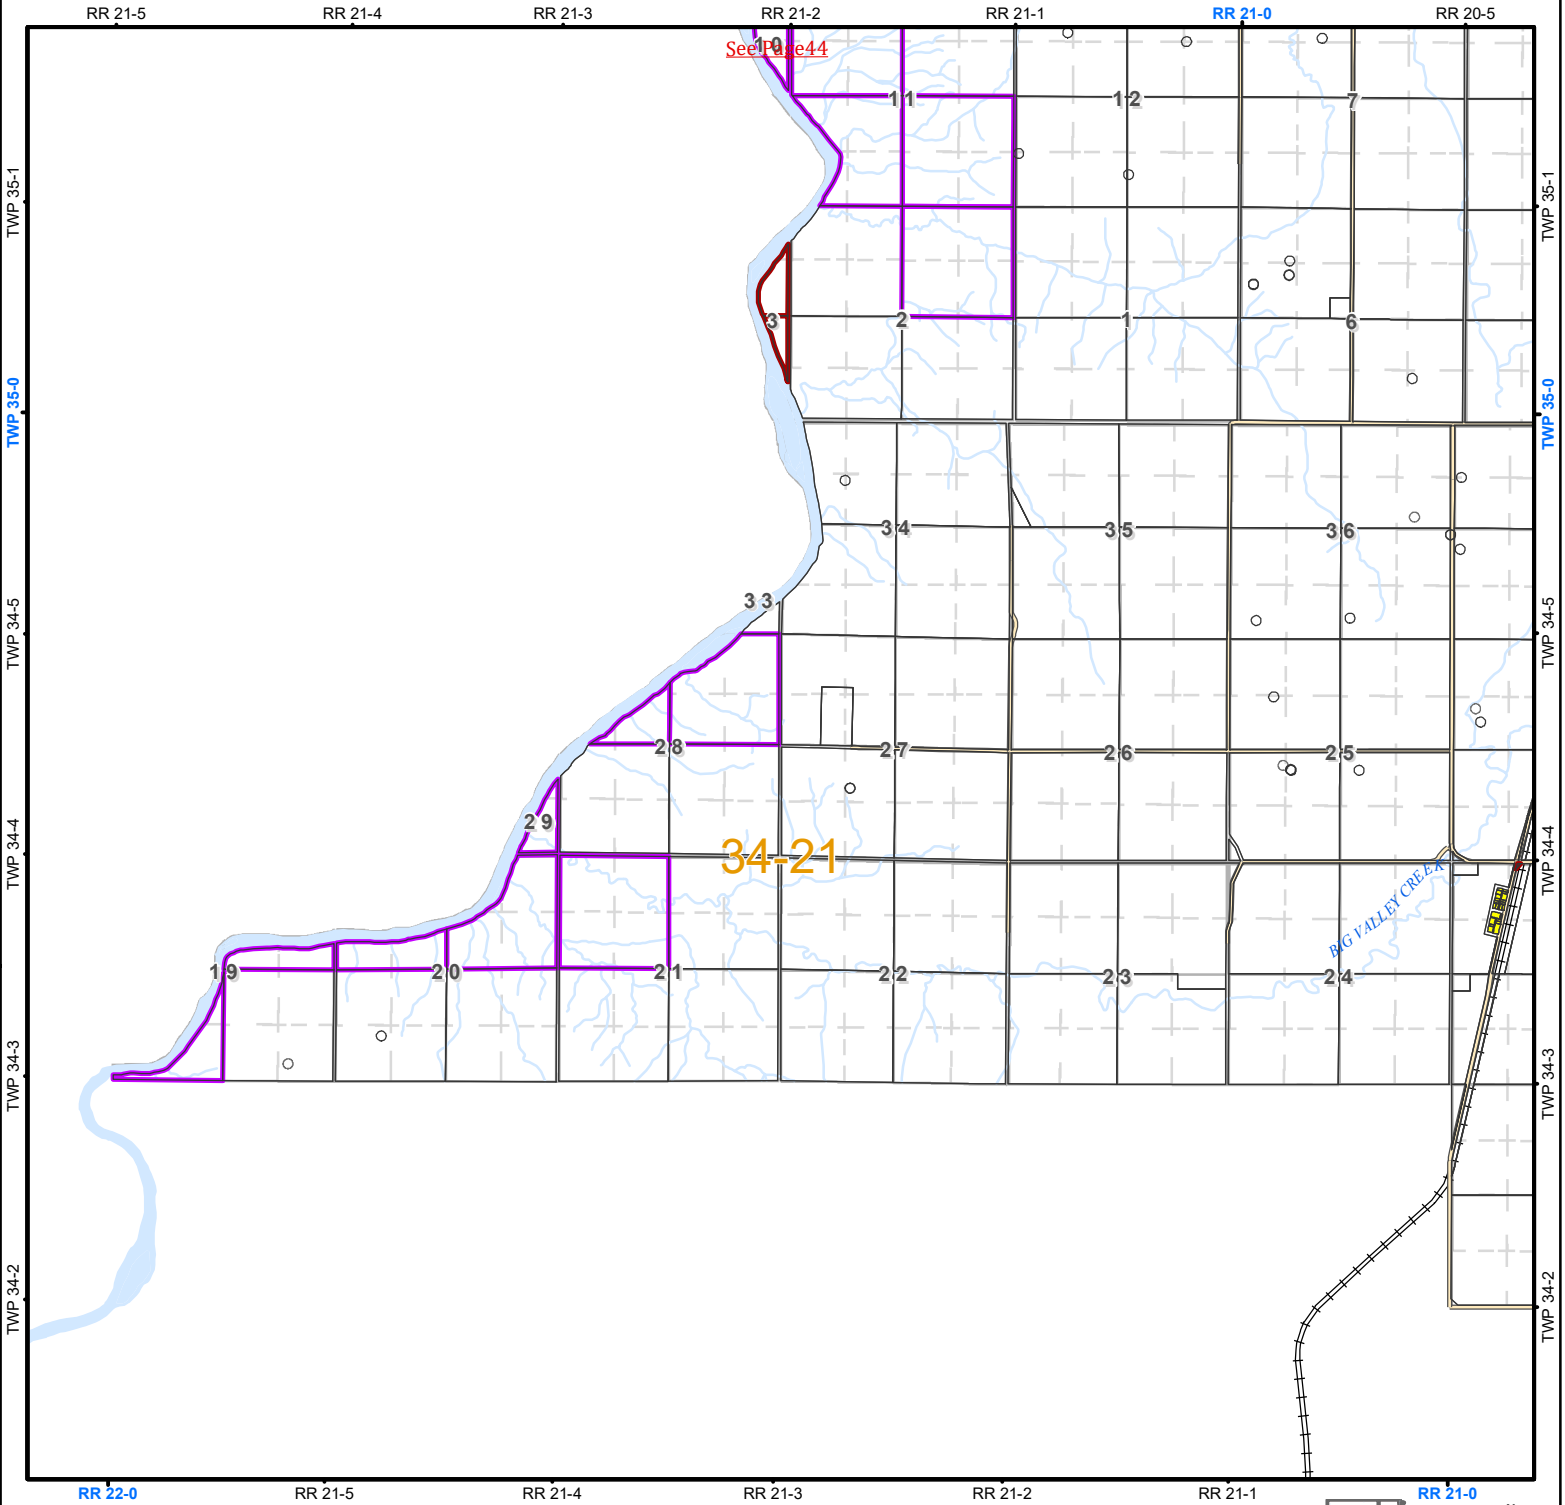 RR 21-5 RR 21-4 RR 21-3 RR 21-2 RR 21-1 RR 21-0 RR 20-5
10
See Page44
11 12 7
TWP 35-1 TWP 35-1
3 2 1 6
TWP 35-0 TWP 35-0
34 35 36
33
TWP 34-5 TWP 34-5
28 27 26 25
29
34-21
TWP 34-4 TWP 34-4
BIG VALLEY CREEK
19 20 21 22 23 24
TWP 34-3 TWP 34-3
TWP 34-2 TWP 34-2
RR 22-0 RR 21-5 RR 21-4 RR 21-3 RR 21-2 RR 21-1 RR 21-0